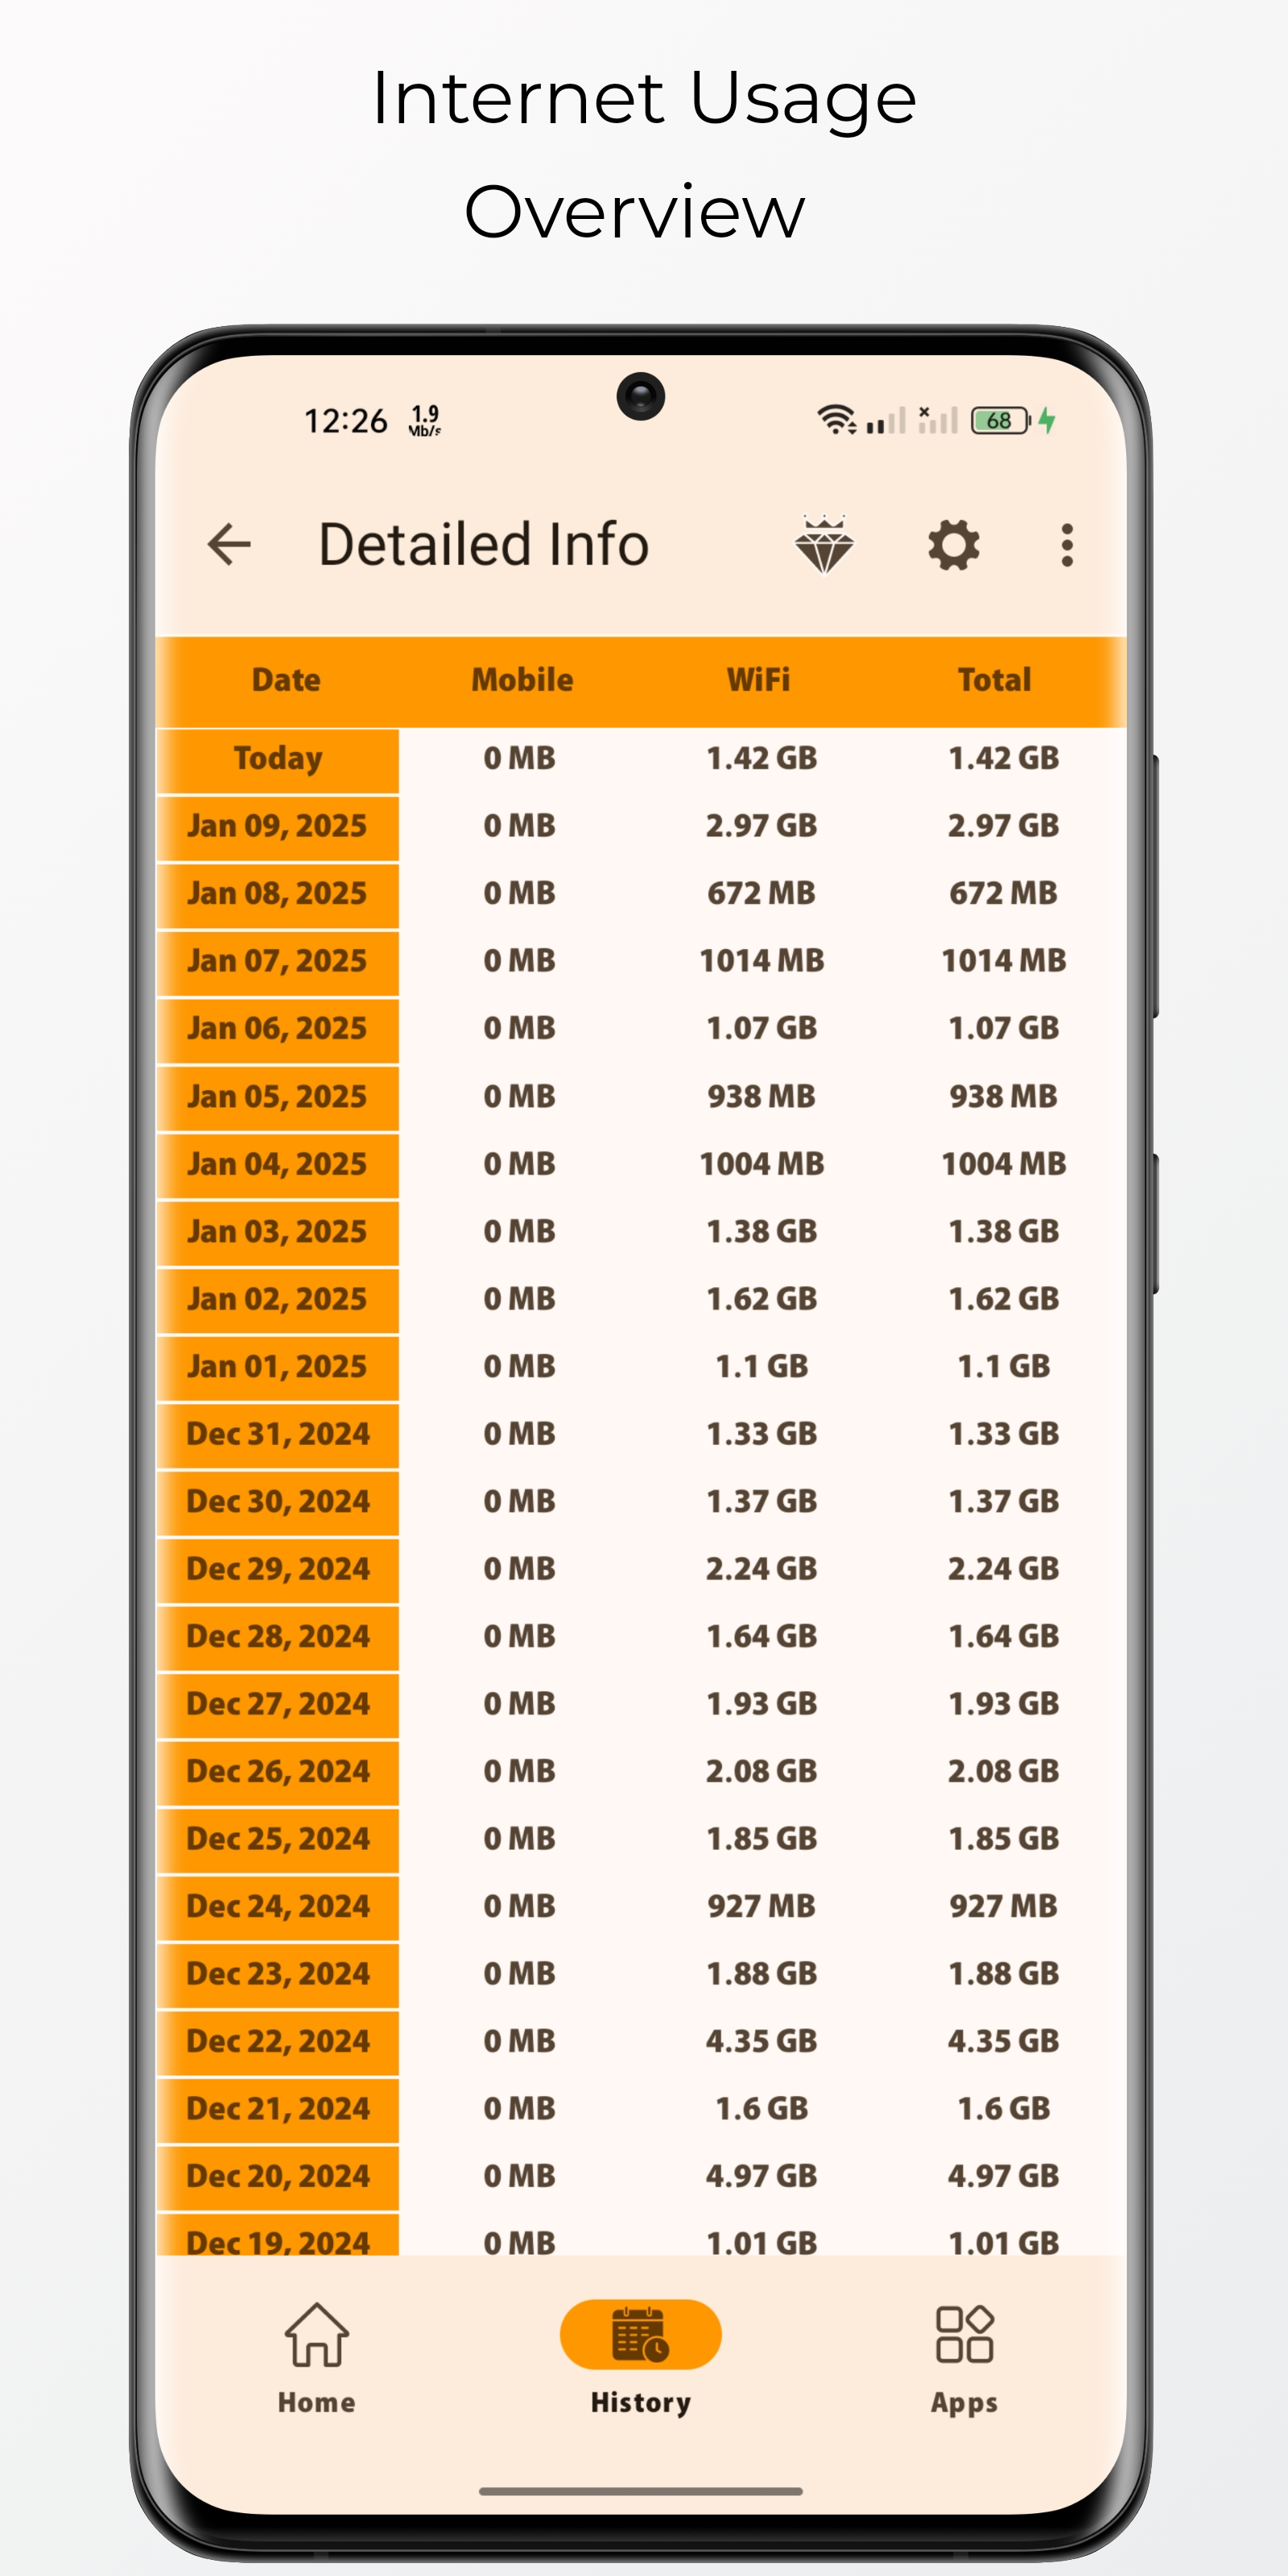 Internet Usage
Overview
12:26 1.9 Mb/s 68
Detailed Info
Date Mobile WiFi Total
Today 0 MB 1.42 GB 1.42 GB
Jan 09, 2025 0 MB 2.97 GB 2.97 GB
Jan 08, 2025 0 MB 672 MB 672 MB
Jan 07, 2025 0 MB 1014 MB 1014 MB
Jan 06, 2025 0 MB 1.07 GB 1.07 GB
Jan 05, 2025 0 MB 938 MB 938 MB
Jan 04, 2025 0 MB 1004 MB 1004 MB
Jan 03, 2025 0 MB 1.38 GB 1.38 GB
Jan 02, 2025 0 MB 1.62 GB 1.62 GB
Jan 01, 2025 0 MB 1.1 GB 1.1 GB
Dec 31, 2024 0 MB 1.33 GB 1.33 GB
Dec 30, 2024 0 MB 1.37 GB 1.37 GB
Dec 29, 2024 0 MB 2.24 GB 2.24 GB
Dec 28, 2024 0 MB 1.64 GB 1.64 GB
Dec 27, 2024 0 MB 1.93 GB 1.93 GB
Dec 26, 2024 0 MB 2.08 GB 2.08 GB
Dec 25, 2024 0 MB 1.85 GB 1.85 GB
Dec 24, 2024 0 MB 927 MB 927 MB
Dec 23, 2024 0 MB 1.88 GB 1.88 GB
Dec 22, 2024 0 MB 4.35 GB 4.35 GB
Dec 21, 2024 0 MB 1.6 GB 1.6 GB
Dec 20, 2024 0 MB 4.97 GB 4.97 GB
Dec 19, 2024 0 MB 1.01 GB 1.01 GB
Home History Apps